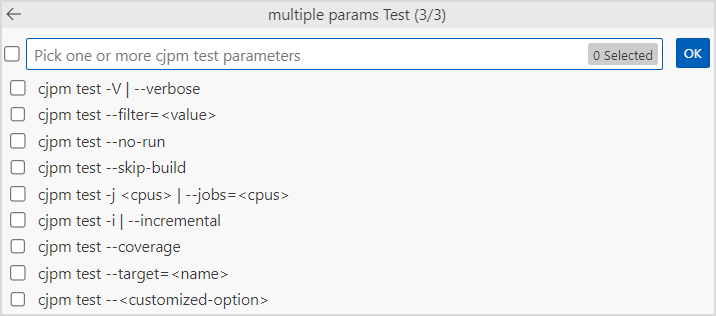 multiple params Test (3/3)
Pick one or more cjpm test parameters
0 Selected
OK
cjpm test -V | --verbose
cjpm test --filter=<value>
cjpm test --no-run
cjpm test --skip-build
cjpm test -j <cpus> | --jobs=<cpus>
cjpm test -i | --incremental
cjpm test --coverage
cjpm test --target=<name>
cjpm test --<customized-option>